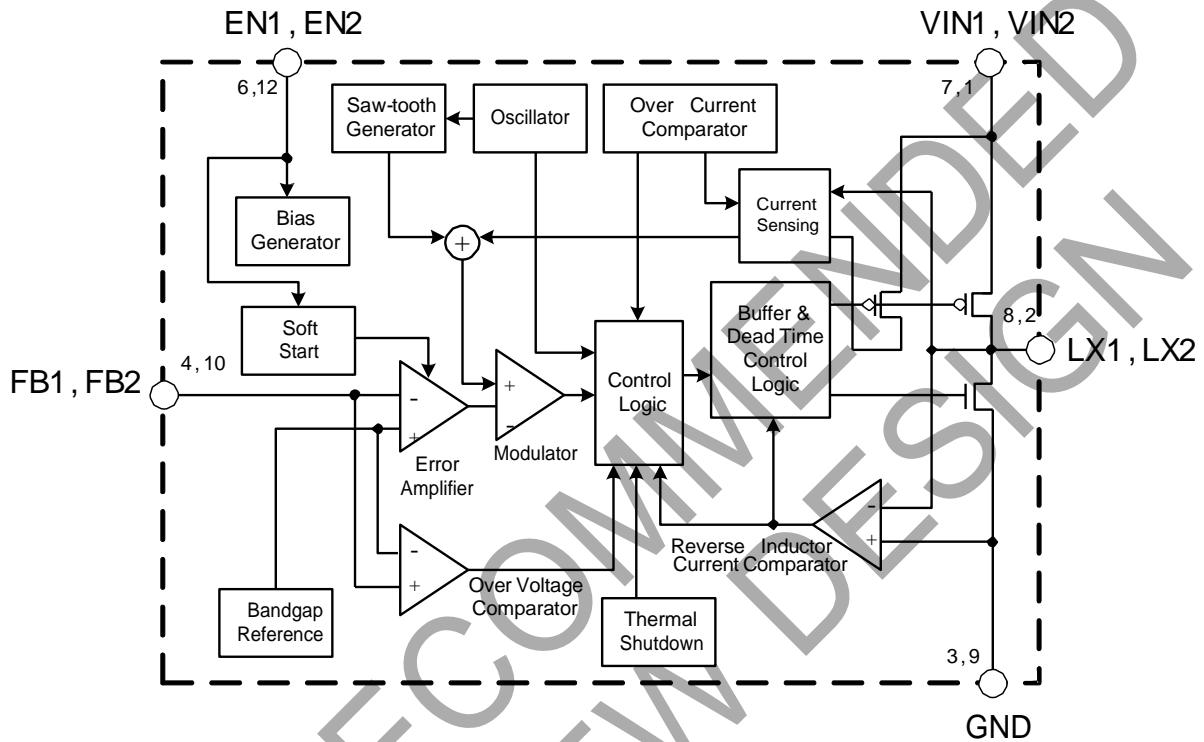 EN1 , EN2
VIN1 , VIN2
6 ,12
7 ,1
Saw-tooth
Generator
Oscillator
Over Current
Comparator
Bias
Generator
+
Current
Sensing
Soft
Start
Buffer &
Dead Time
Control
Logic
8 , 2
LX1 , LX2
4 , 10
FB1 , FB2
-
+
Error
Amplifier
+
-
Modulator
Control
Logic
-
+
Reverse Inductor
Current Comparator
-
+
Over Voltage
Comparator
Bandgap
Reference
Thermal
Shutdown
3 , 9
GND
RECOMMENDED
NEW DESIGN